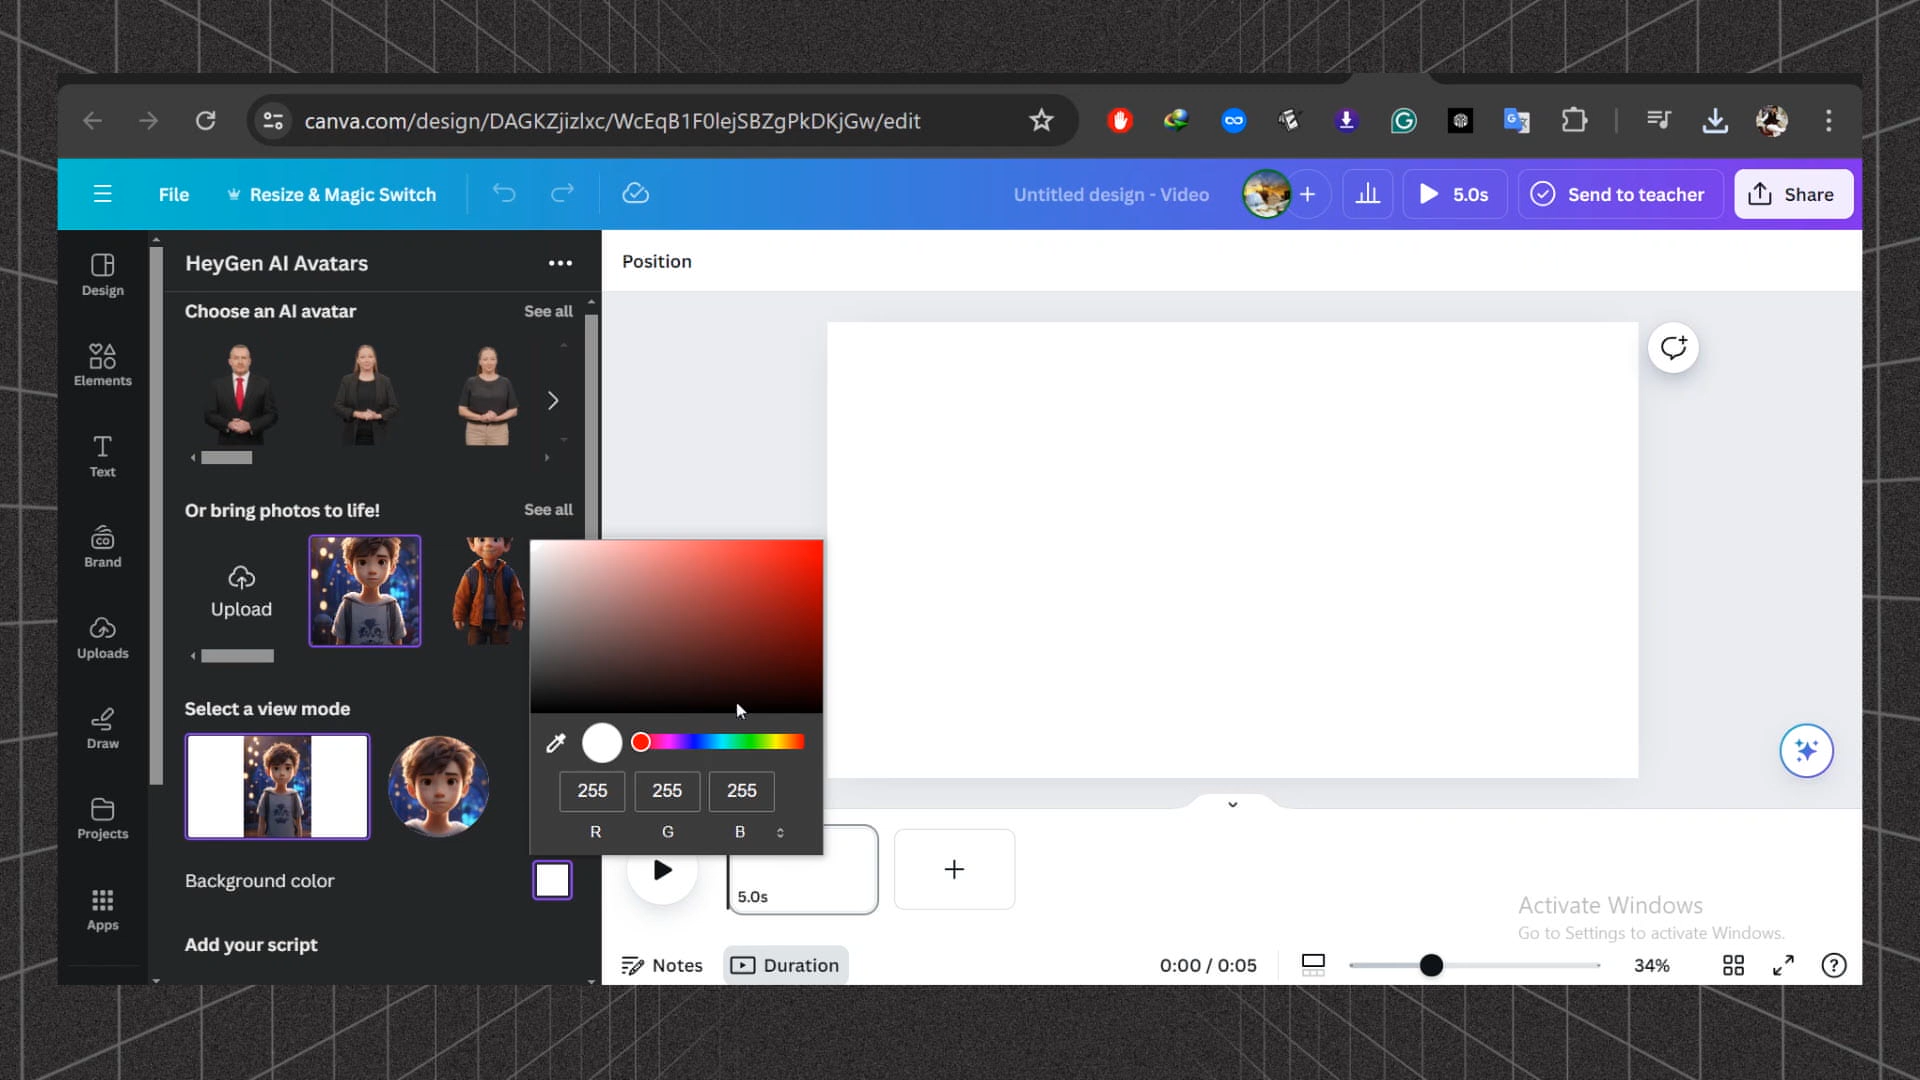 canva.com/design/DAGKZjizlxc/WcEqB1F0lejSBZgPkDKjGw/edit
File
Resize & Magic Switch
Untitled design - Video
5.0s
Send to teacher
Share
Design
Elements
Text
Brand
Uploads
Draw
Projects
Apps
HeyGen AI Avatars
Choose an AI avatar
See all
Or bring photos to life!
See all
Upload
Select a view mode
Background color
Add your script
Position
255 255 255
R G B
5.0s
Notes
Duration
0:00 / 0:05
34%
Activate Windows
Go to Settings to activate Windows.